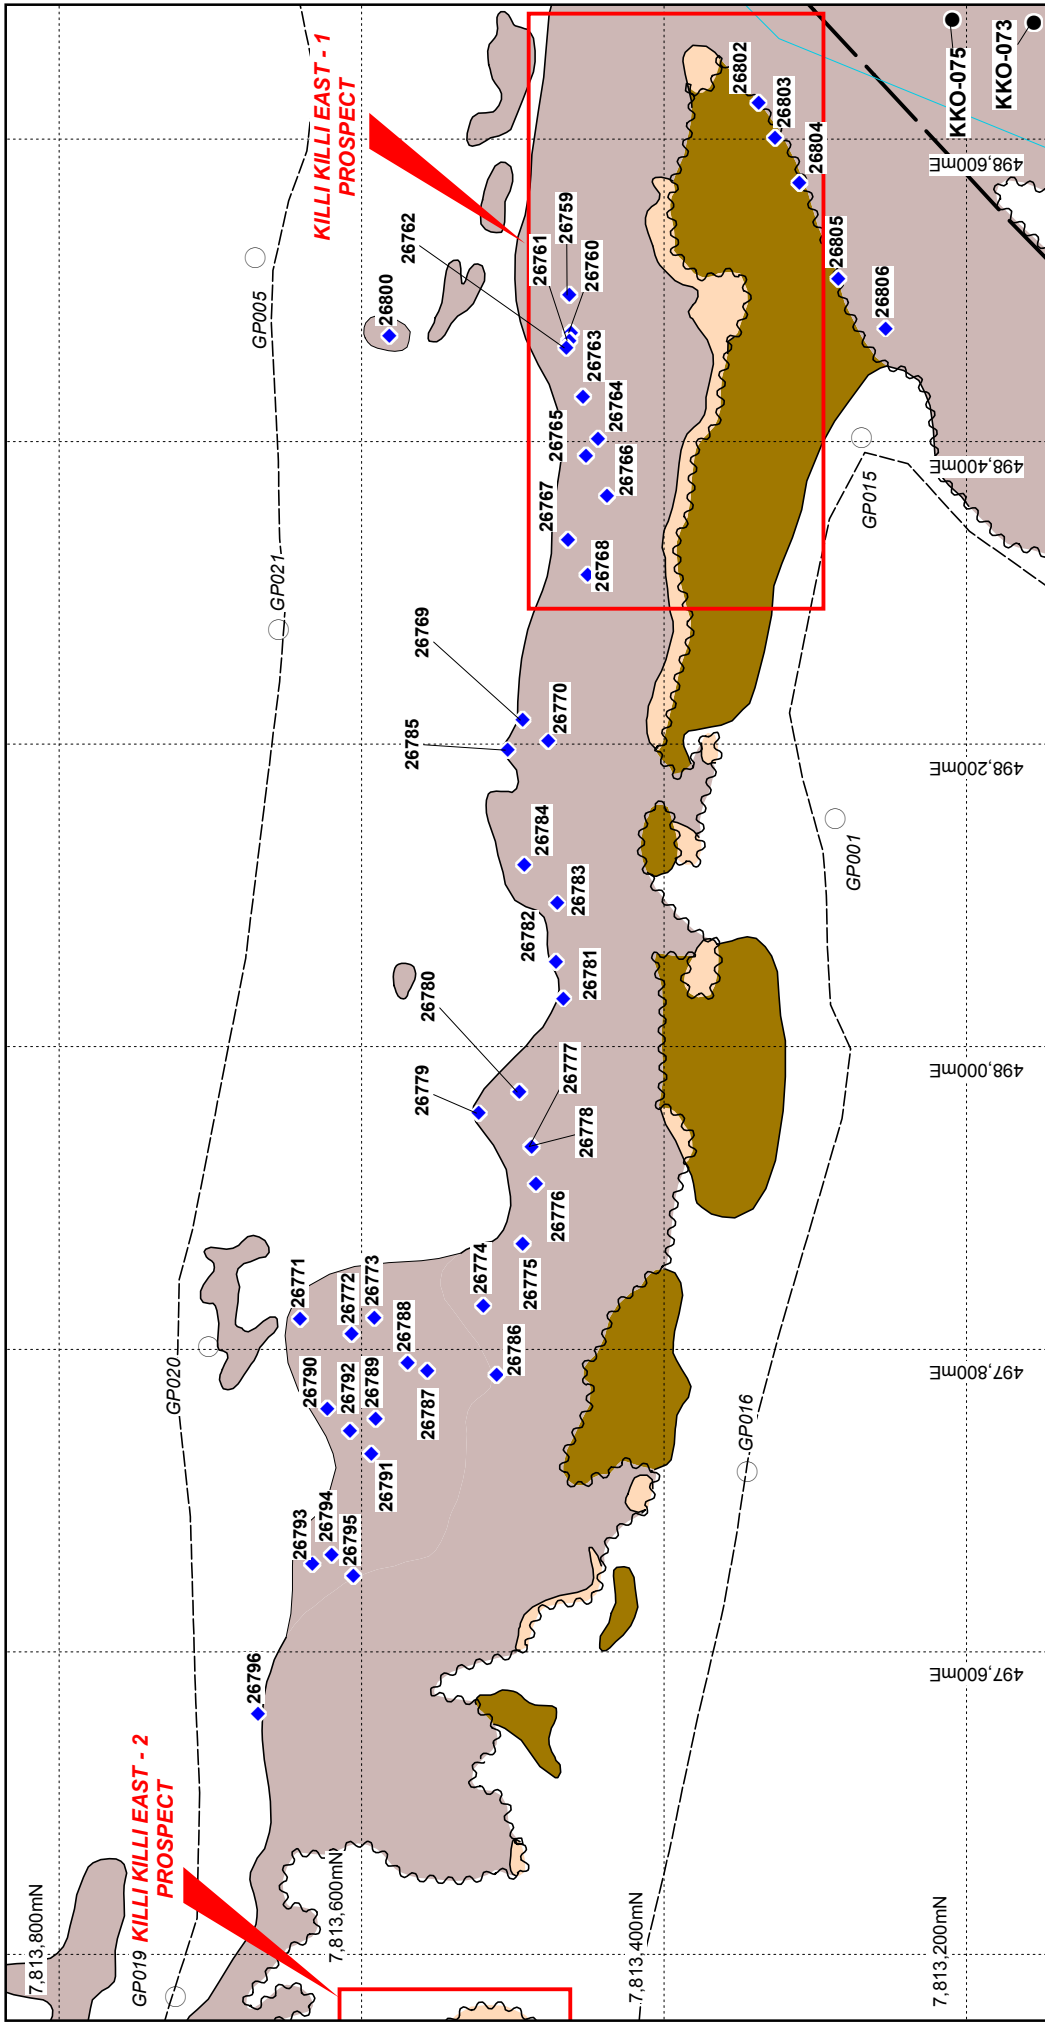 7,813,800mN
GP019
KILLI KILLI EAST - 2
PROSPECT
7,813,600mN
7,813,400mN
7,813,200mN
26796
497,600mE
26793
26794
26795
GP020
26771
26772
26773
26790
26792
26789
26791
26788
26787
26774
26786
GP016
497,800mE
26775
26776
26779
26780
26777
26778
498,000mE
26781
26782
26783
26784
GP001
26785
26769
26770
498,200mE
GP021
26767
26768
26765
26766
26764
26763
GP015
498,400mE
GP005
26800
KILLI KILLI EAST - 1
PROSPECT
26762
26761
26759
26760
26806
26805
26804
26803
26802
498,600mE
KKO-075
KKO-073